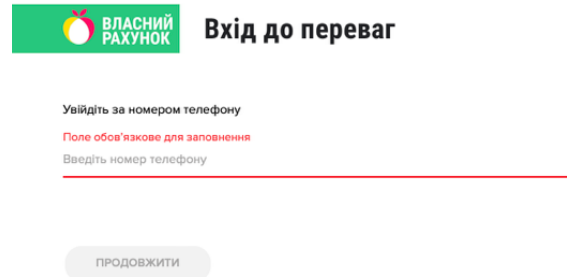 ВЛАСНИЙ
РАХУНОК
Вхід до переваг
Увійдіть за номером телефону
Поле обов'язкове для заповнення
Введіть номер телефону
ПРОДОВЖИТИ